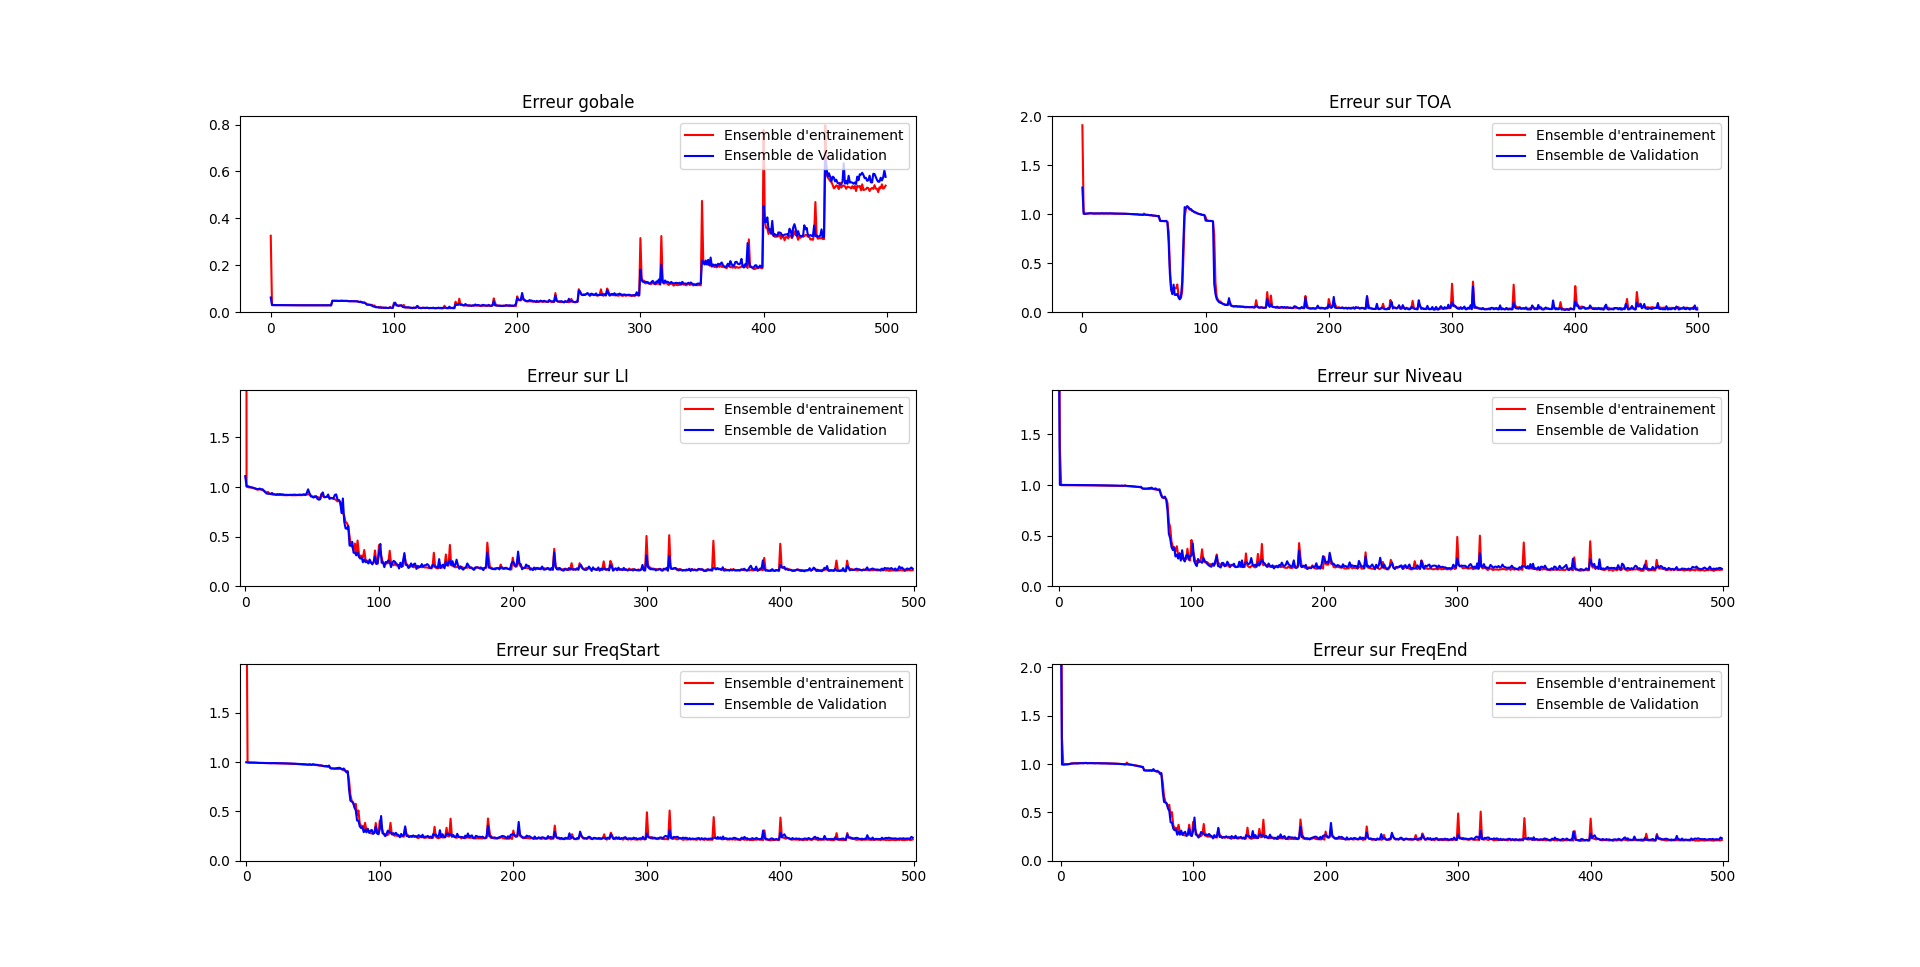 Erreur gobale
0.8
0.6
0.4
0.2
0.0
0 100 200 300 400 500
Ensemble d'entrainement
Ensemble de Validation
Erreur sur TOA
2.0
1.5
1.0
0.5
0.0
0 100 200 300 400 500
Ensemble d'entrainement
Ensemble de Validation
Erreur sur LI
1.5
1.0
0.5
0.0
0 100 200 300 400 500
Ensemble d'entrainement
Ensemble de Validation
Erreur sur Niveau
1.5
1.0
0.5
0.0
0 100 200 300 400 500
Ensemble d'entrainement
Ensemble de Validation
Erreur sur FreqStart
1.5
1.0
0.5
0.0
0 100 200 300 400 500
Ensemble d'entrainement
Ensemble de Validation
Erreur sur FreqEnd
2.0
1.5
1.0
0.5
0.0
0 100 200 300 400 500
Ensemble d'entrainement
Ensemble de Validation